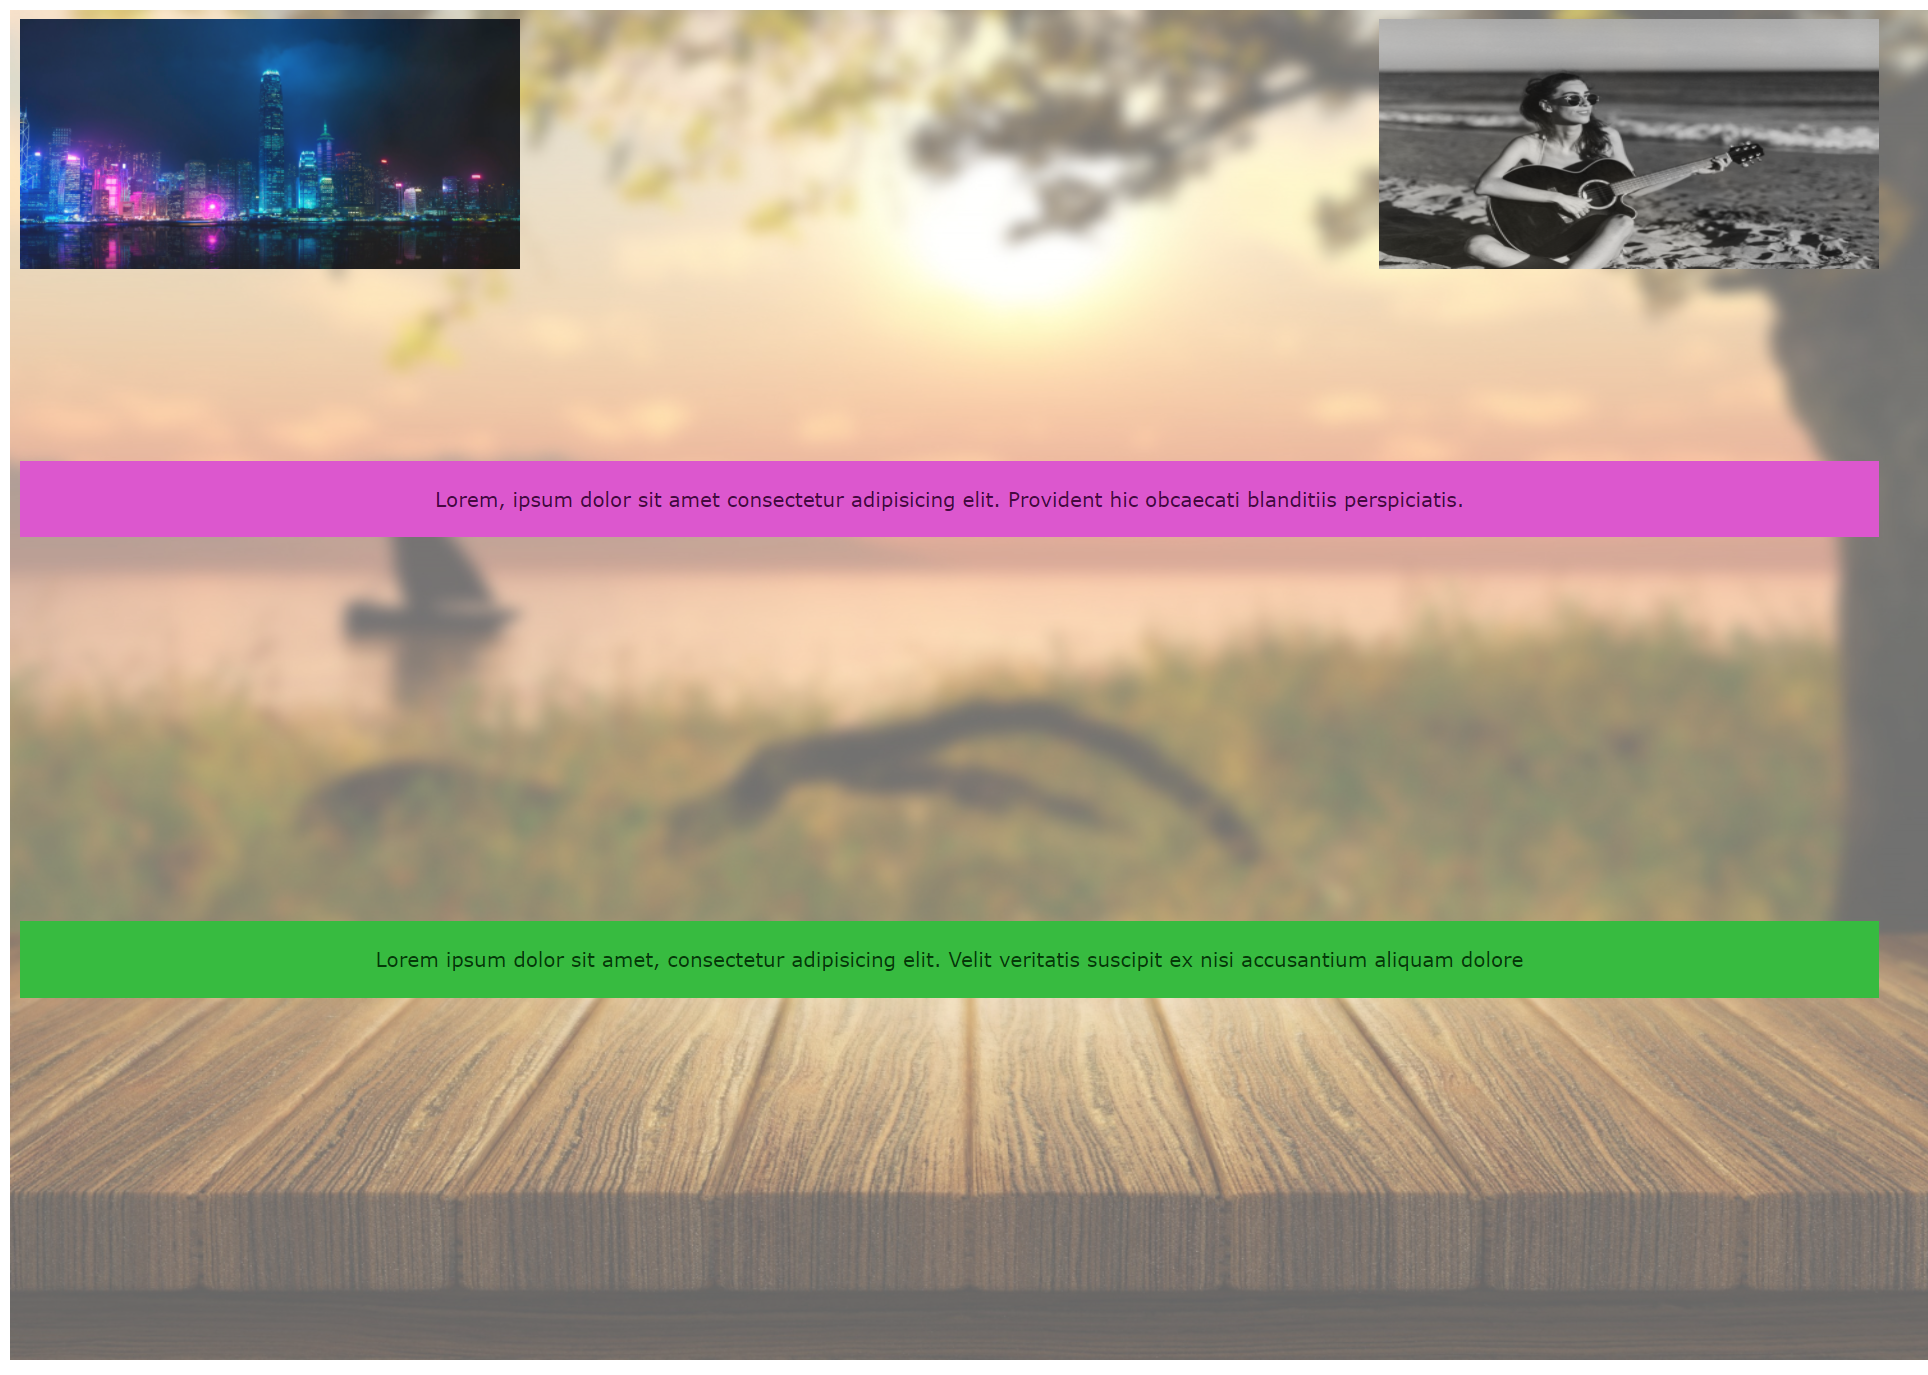 Lorem, ipsum dolor sit amet consectetur adipisicing elit. Provident hic obcaecati blanditiis perspiciatis.
Lorem ipsum dolor sit amet, consectetur adipisicing elit. Velit veritatis suscipit ex nisi accusantium aliquam dolore